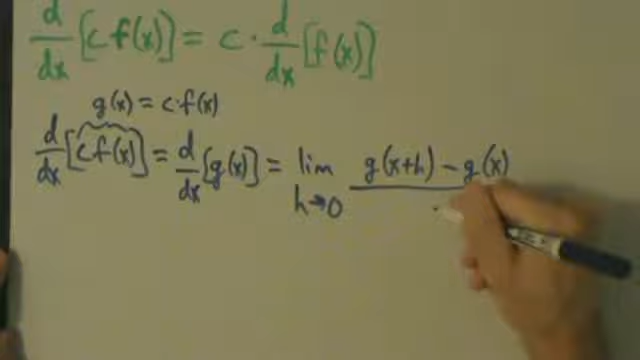 d/dx [c f(x)] = c · d/dx [f(x)]
g(x) = c·f(x)
d/dx [c f(x)] = d/dx [g(x)] = lim h→0 g(x+h) - g(x)